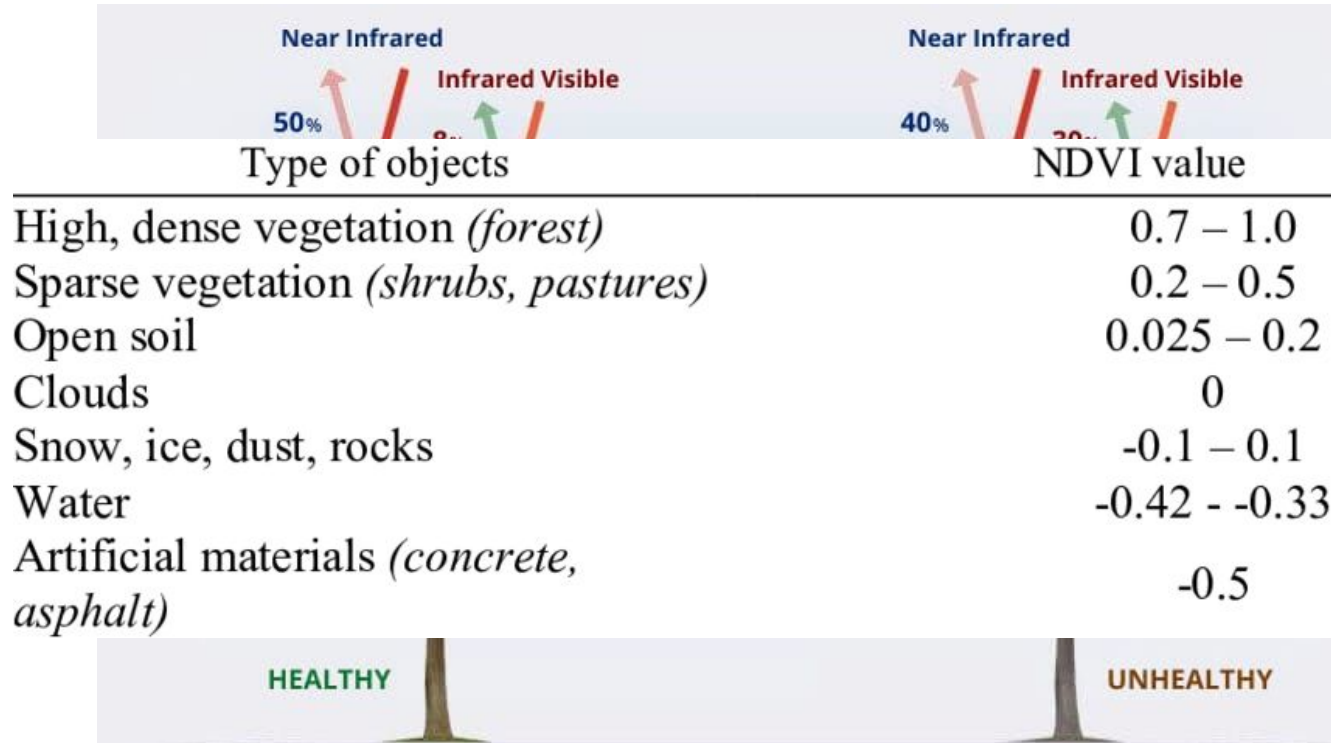 Near Infrared Near Infrared
Infrared Visible Infrared Visible
50% 40%
Type of objects NDVI value
High, dense vegetation (forest) 0.7 – 1.0
Sparse vegetation (shrubs, pastures) 0.2 – 0.5
Open soil 0.025 – 0.2
Clouds 0
Snow, ice, dust, rocks -0.1 – 0.1
Water -0.42 - -0.33
Artificial materials (concrete,
asphalt) -0.5
HEALTHY UNHEALTHY